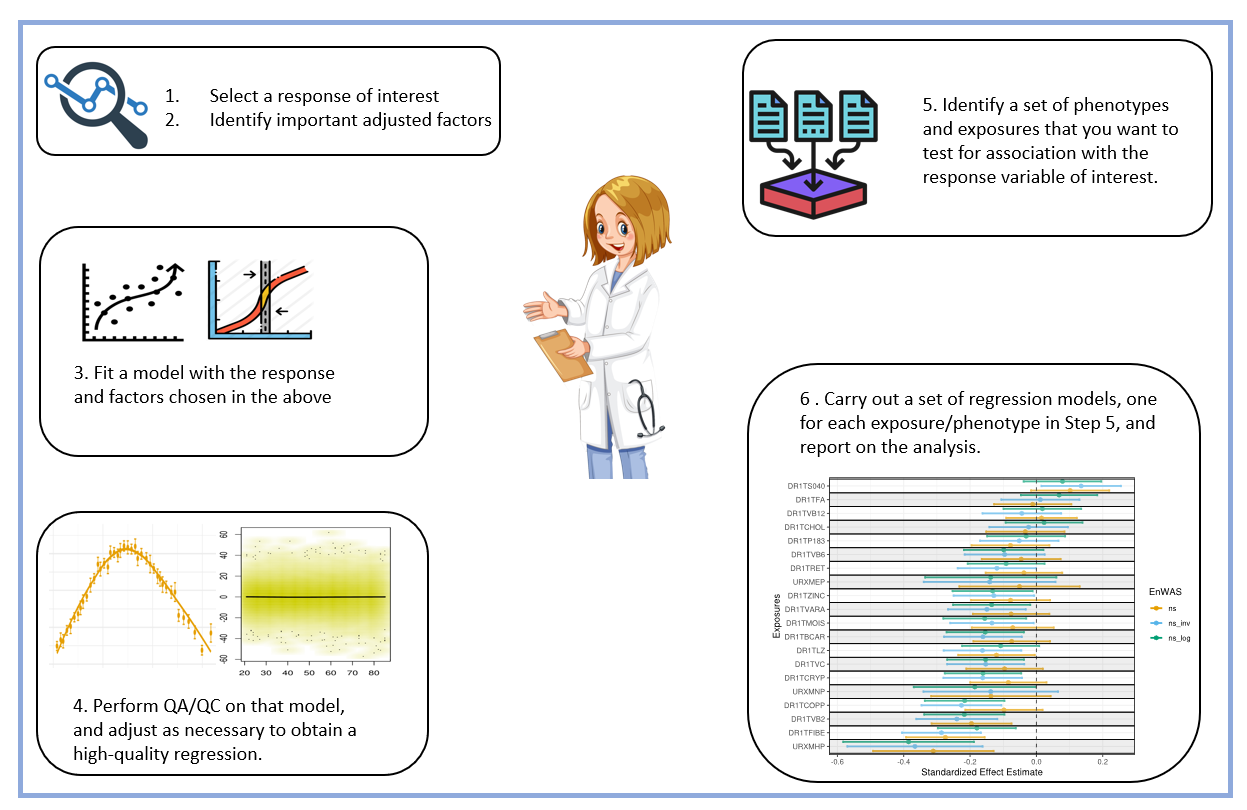 1. Select a response of interest
2. Identify important adjusted factors
3. Fit a model with the response
and factors chosen in the above
60
40
20
0
-20
-40
-60
20 30 40 50 60 70 80
4. Perform QA/QC on that model,
and adjust as necessary to obtain a
high-quality regression.
5. Identify a set of phenotypes
and exposures that you want to
test for association with the
response variable of interest.
6 . Carry out a set of regression models, one
for each exposure/phenotype in Step 5, and
report on the analysis.
Exposures
DR1TS040
DR1TFA
DR1TVB12
DR1TCHOL
DR1TP183
DR1TVB6
DR1TRET
URXMEP
DR1TZINC
DR1TVARA
DR1TMOIS
DR1TBCAR
DR1TLZ
DR1TVC
DR1TCRYP
URXMNP
DR1TCOPP
DR1TVB2
DR1TFIBE
URXMHP
-0.6 -0.4 -0.2 0.0 0.2
Standardized Effect Estimate
EnWAS
ns
ns_inv
ns_log